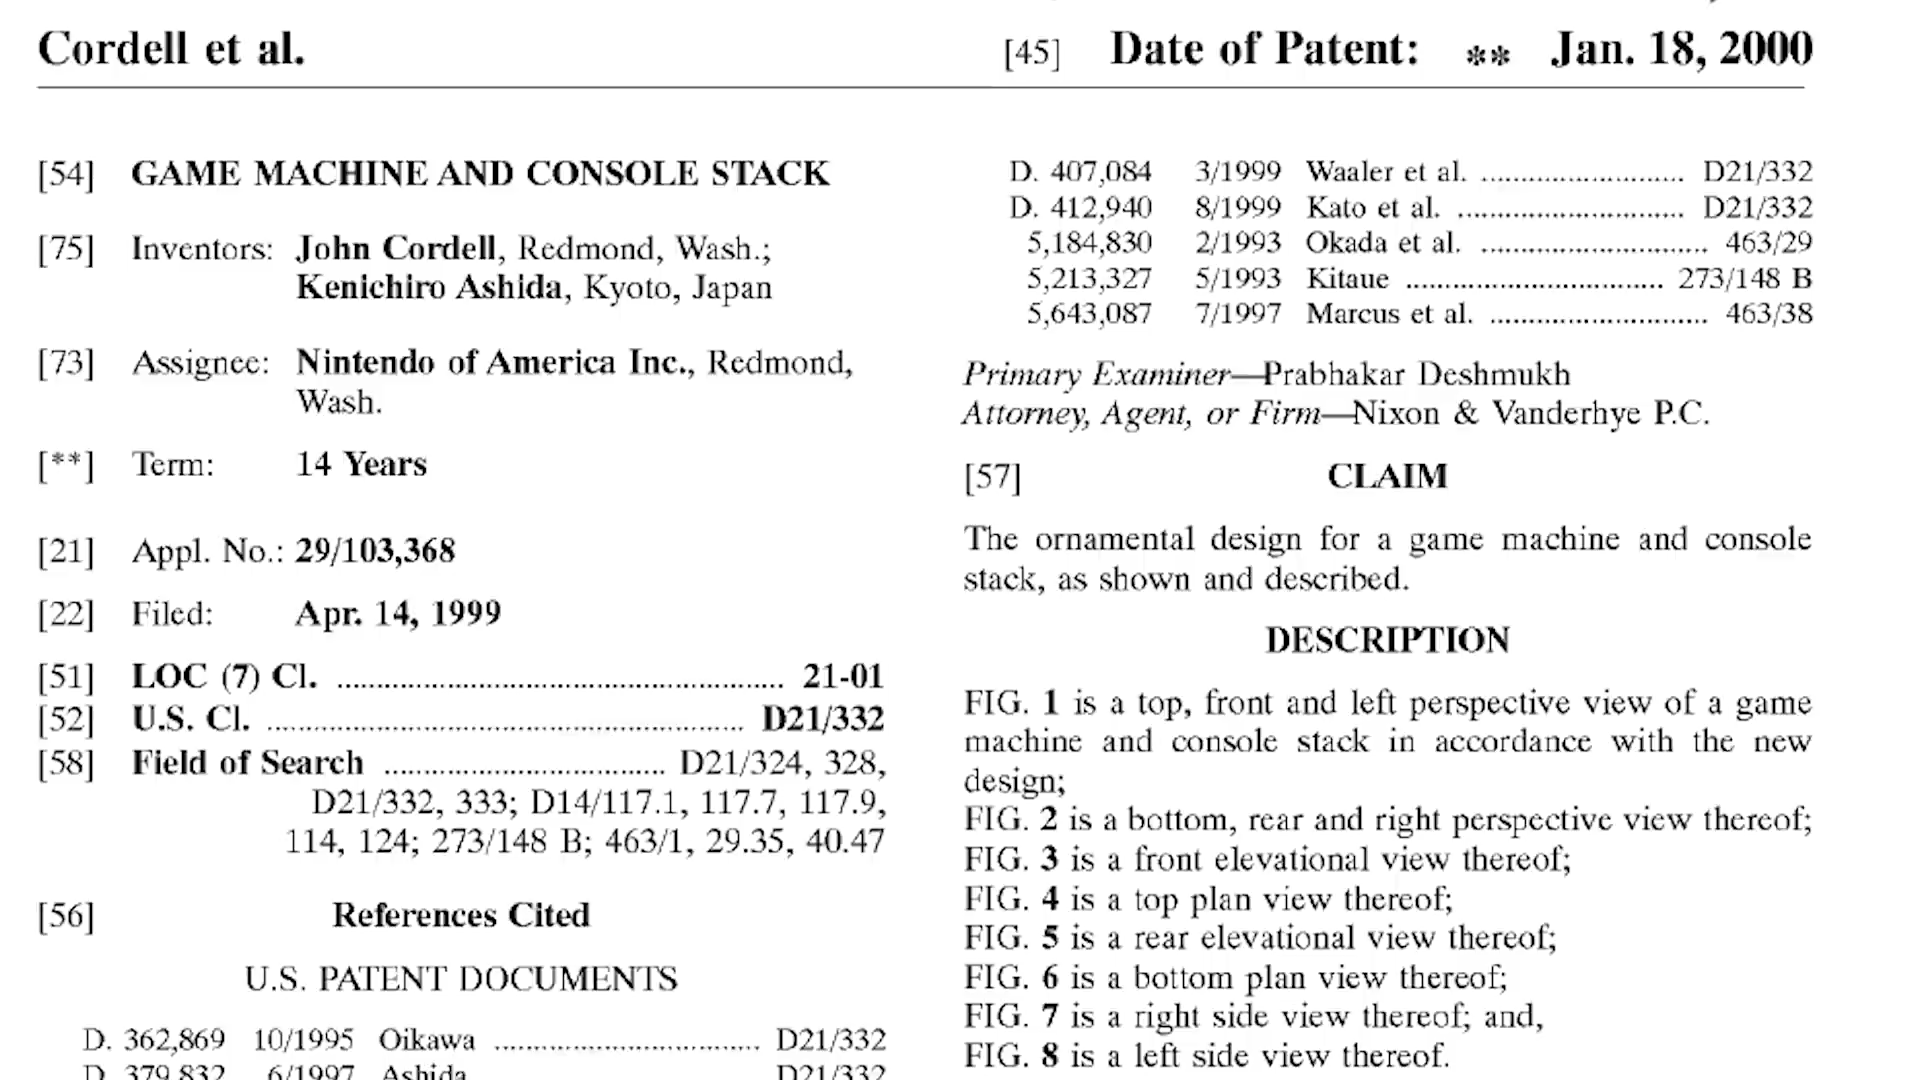 Cordell et al.
[45] Date of Patent: ** Jan. 18, 2000
[54] GAME MACHINE AND CONSOLE STACK
[75] Inventors: John Cordell, Redmond, Wash.;
Kenichiro Ashida, Kyoto, Japan
[73] Assignee: Nintendo of America Inc., Redmond,
Wash.
[**] Term: 14 Years
[21] Appl. No.: 29/103,368
[22] Filed: Apr. 14, 1999
[51] LOC (7) Cl. .................................................... 21-01
[52] U.S. Cl. .................................................... D21/332
[58] Field of Search ............................... D21/324, 328,
D21/332, 333; D14/117.1, 117.7, 117.9,
114, 124; 273/148 B; 463/1, 29.35, 40.47
[56] References Cited
U.S. PATENT DOCUMENTS
D. 362,869 10/1995 Oikawa .................................. D21/332
D. 379,832 6/1997 Ashida D21/332
D. 407,084 3/1999 Waaler et al. .......................... D21/332
D. 412,940 8/1999 Kato et al. ............................. D21/332
5,184,830 2/1993 Okada et al. ............................. 463/29
5,213,327 5/1993 Kitaue ................................. 273/148 B
5,643,087 7/1997 Marcus et al. ............................ 463/38
Primary Examiner—Prabhakar Deshmukh
Attorney, Agent, or Firm—Nixon & Vanderhye P.C.
[57] CLAIM
The ornamental design for a game machine and console
stack, as shown and described.
DESCRIPTION
FIG. 1 is a top, front and left perspective view of a game
machine and console stack in accordance with the new
design;
FIG. 2 is a bottom, rear and right perspective view thereof;
FIG. 3 is a front elevational view thereof;
FIG. 4 is a top plan view thereof;
FIG. 5 is a rear elevational view thereof;
FIG. 6 is a bottom plan view thereof;
FIG. 7 is a right side view thereof; and,
FIG. 8 is a left side view thereof.